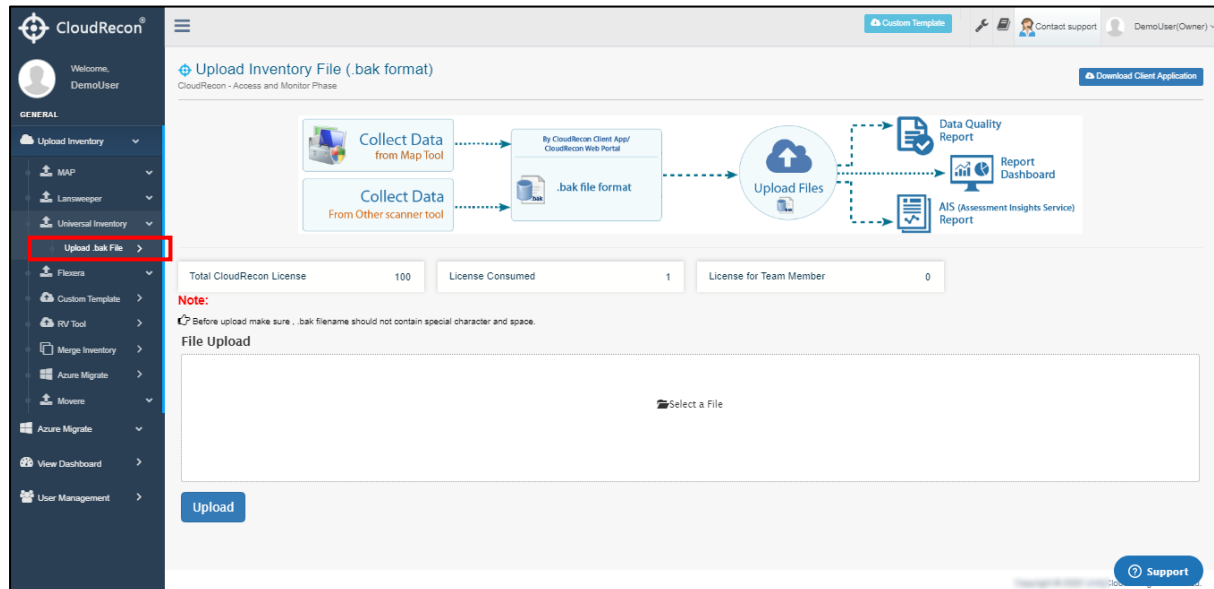 CloudRecon®
Custom Template
Contact support
DemoUser(Owner)
Welcome,
DemoUser
GENERAL
Upload Inventory
MAP
Lansweeper
Universal Inventory
Upload .bak File
Flexera
Custom Template
RV Tool
Merge Inventory
Azure Migrate
Movere
Azure Migrate
View Dashboard
User Management
Upload Inventory File (.bak format)
CloudRecon - Access and Monitor Phase
Download Client Application
Collect Data
from Map Tool
Collect Data
From Other scanner tool
By CloudRecon Client App/
CloudRecon Web Portal
.bak file format
bak
Upload Files
Data Quality
Report
Report
Dashboard
AIS (Assessment Insights Service)
Report
Total CloudRecon License 100
License Consumed 1
License for Team Member 0
Note:
Before upload make sure , .bak filename should not contain special character and space.
File Upload
Select a File
Upload
Support